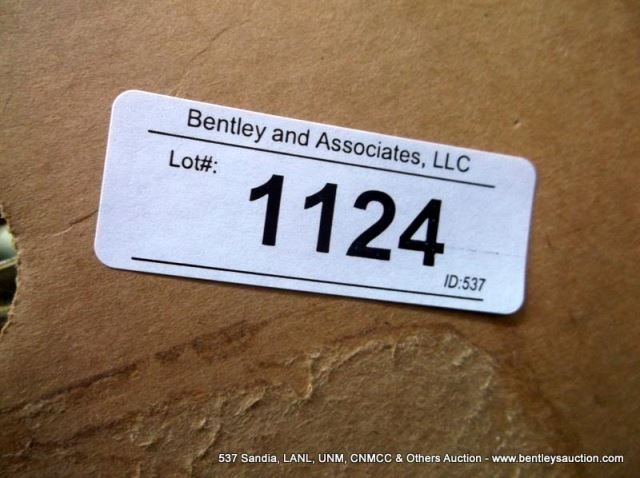 Bentley and Associates, LLC
Lot#:
1124
ID:537
537 Sandia, LANL, UNM, CNMCC & Others Auction - www.bentleysauction.com